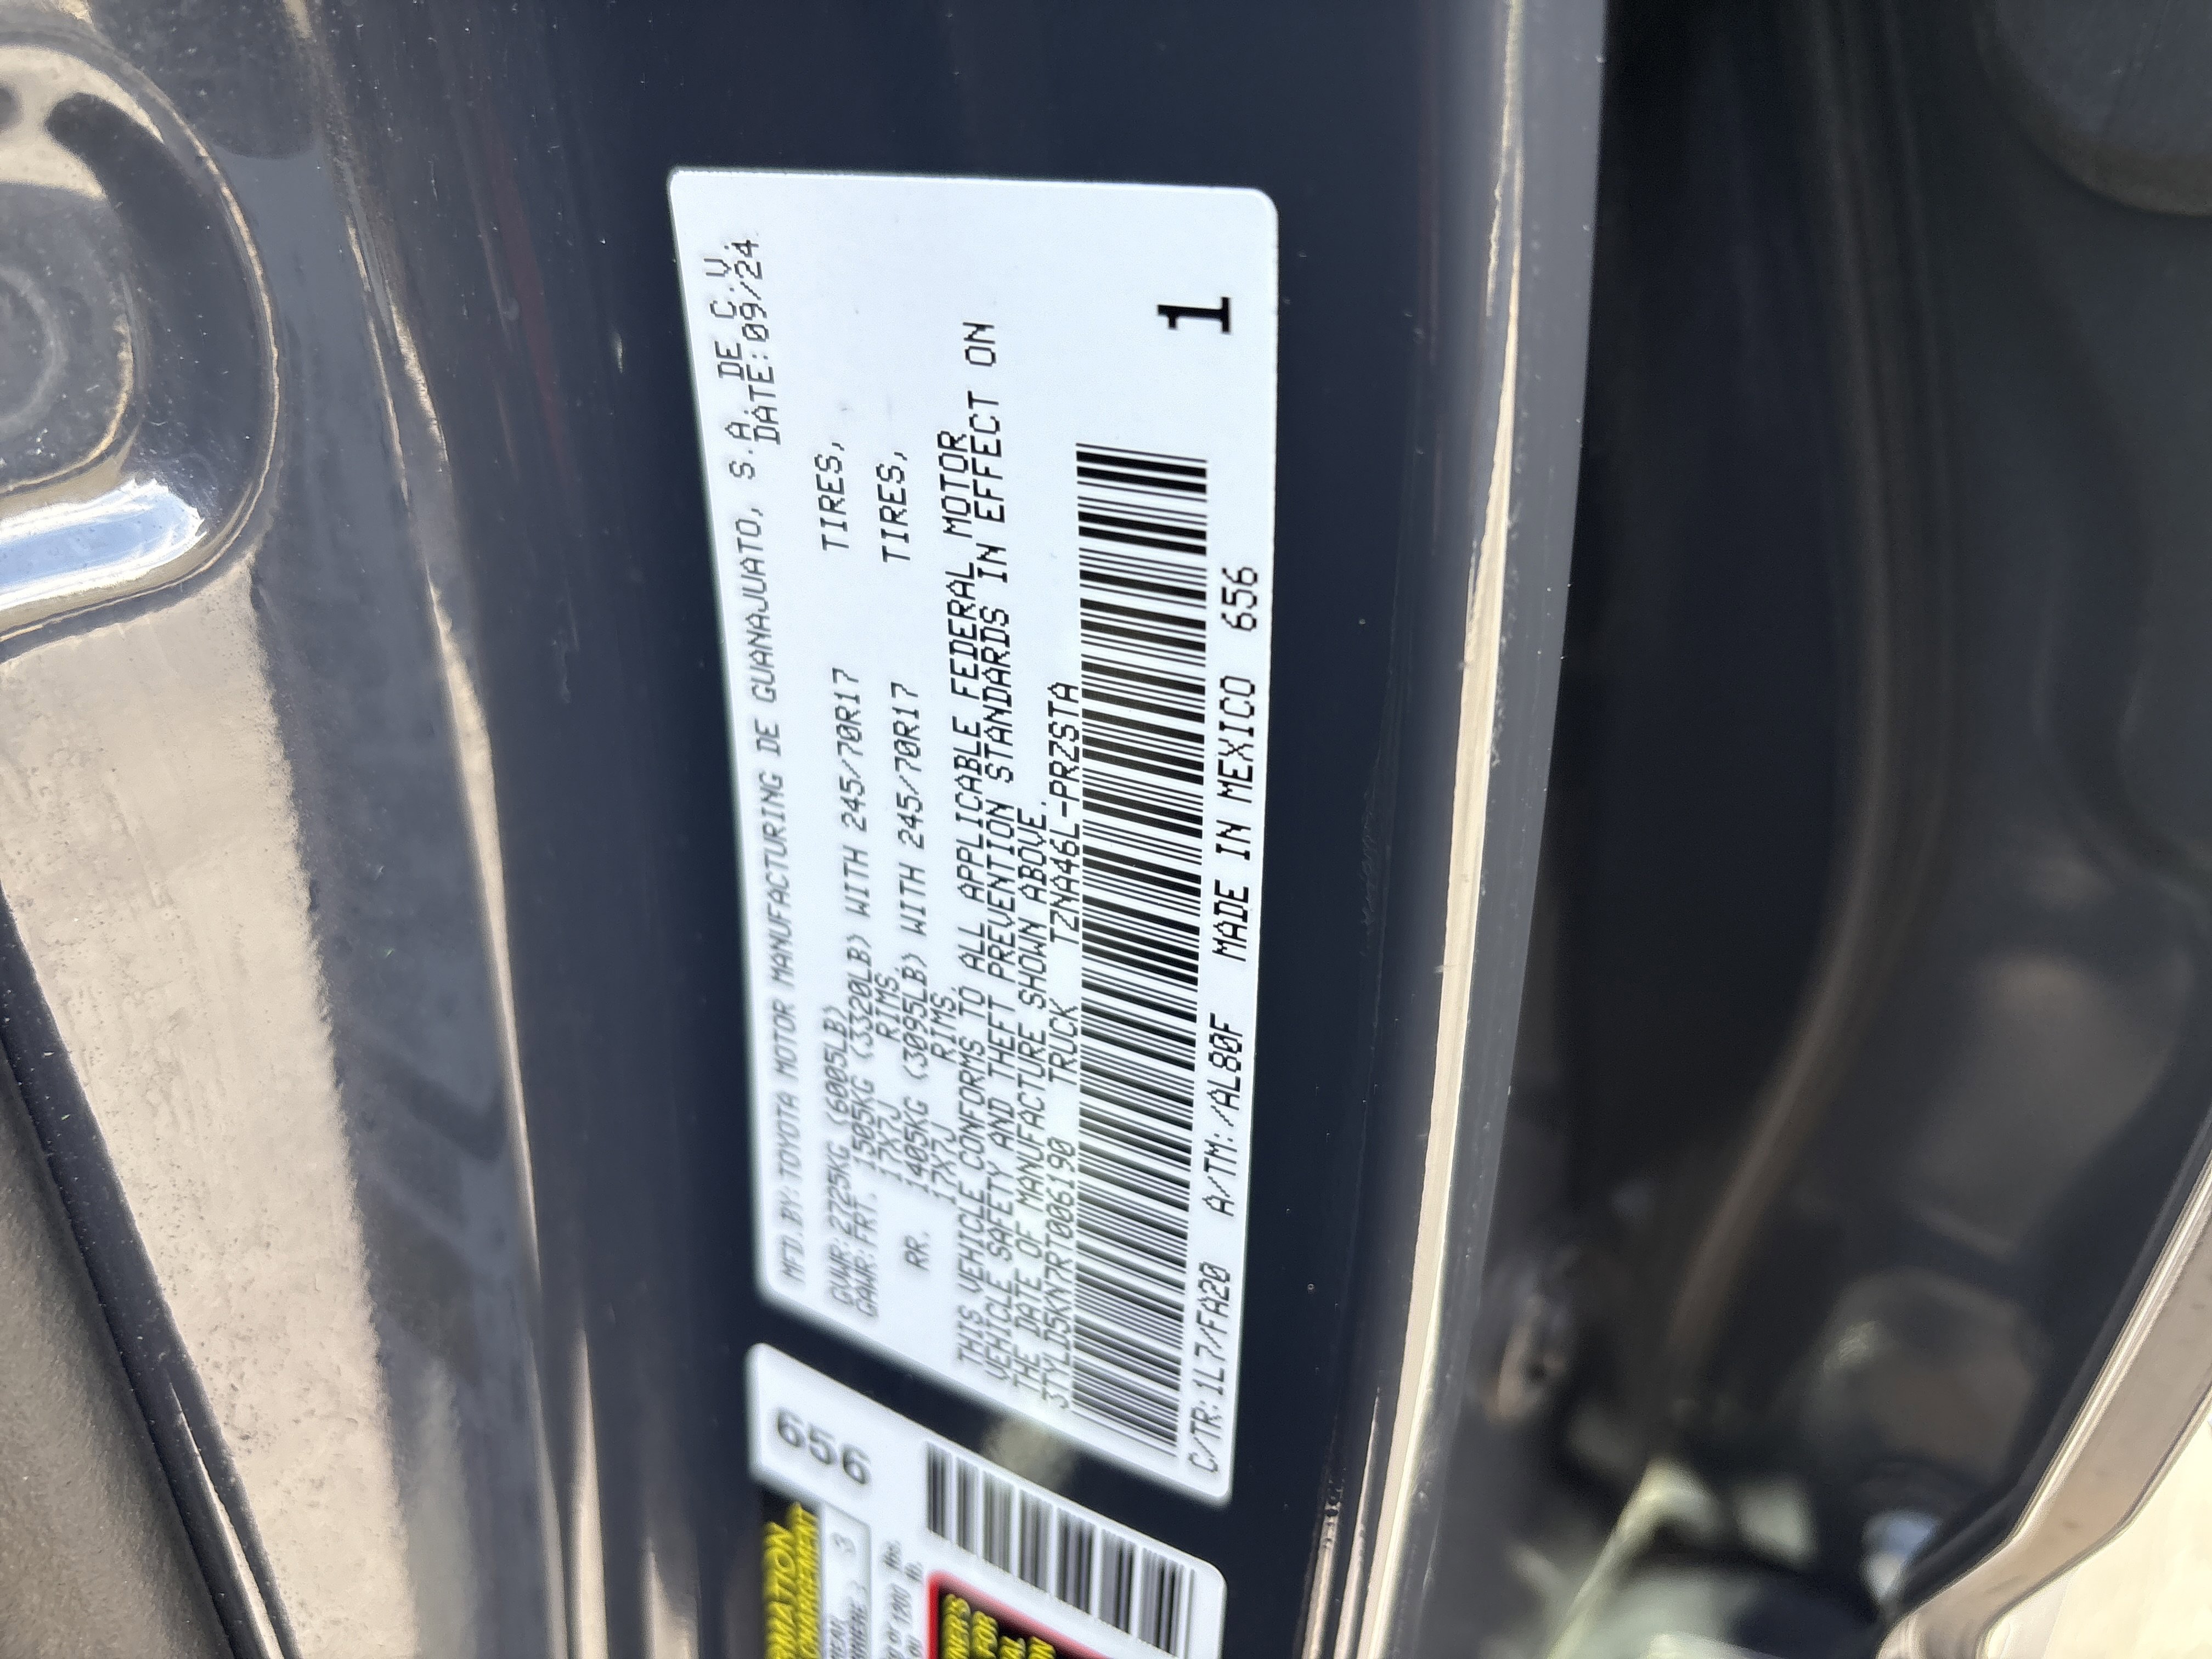 MFD.BY:TOYOTA MOTOR MANUFACTURING DE GUANAJUATO, S.A. DE C.V.
DATE:09/24
GVWR:2725KG (6005LB)
GAWR:FRT. 1505KG (3320LB) WITH 245/70R17 TIRES,
17X7J RIMS,
RR. 1405KG (3095LB) WITH 245/70R17 TIRES,
17X7J RIMS,
THIS VEHICLE CONFORMS TO ALL APPLICABLE FEDERAL MOTOR
VEHICLE SAFETY AND THEFT PREVENTION STANDARDS IN EFFECT ON
THE DATE OF MANUFACTURE SHOWN ABOVE.
3TYLD5KN7RT006190 TRUCK TZNA46L-PRZSTA
C/TR:1L7/FA20 A/TM:/AL80F MADE IN MEXICO 656
1
656
3